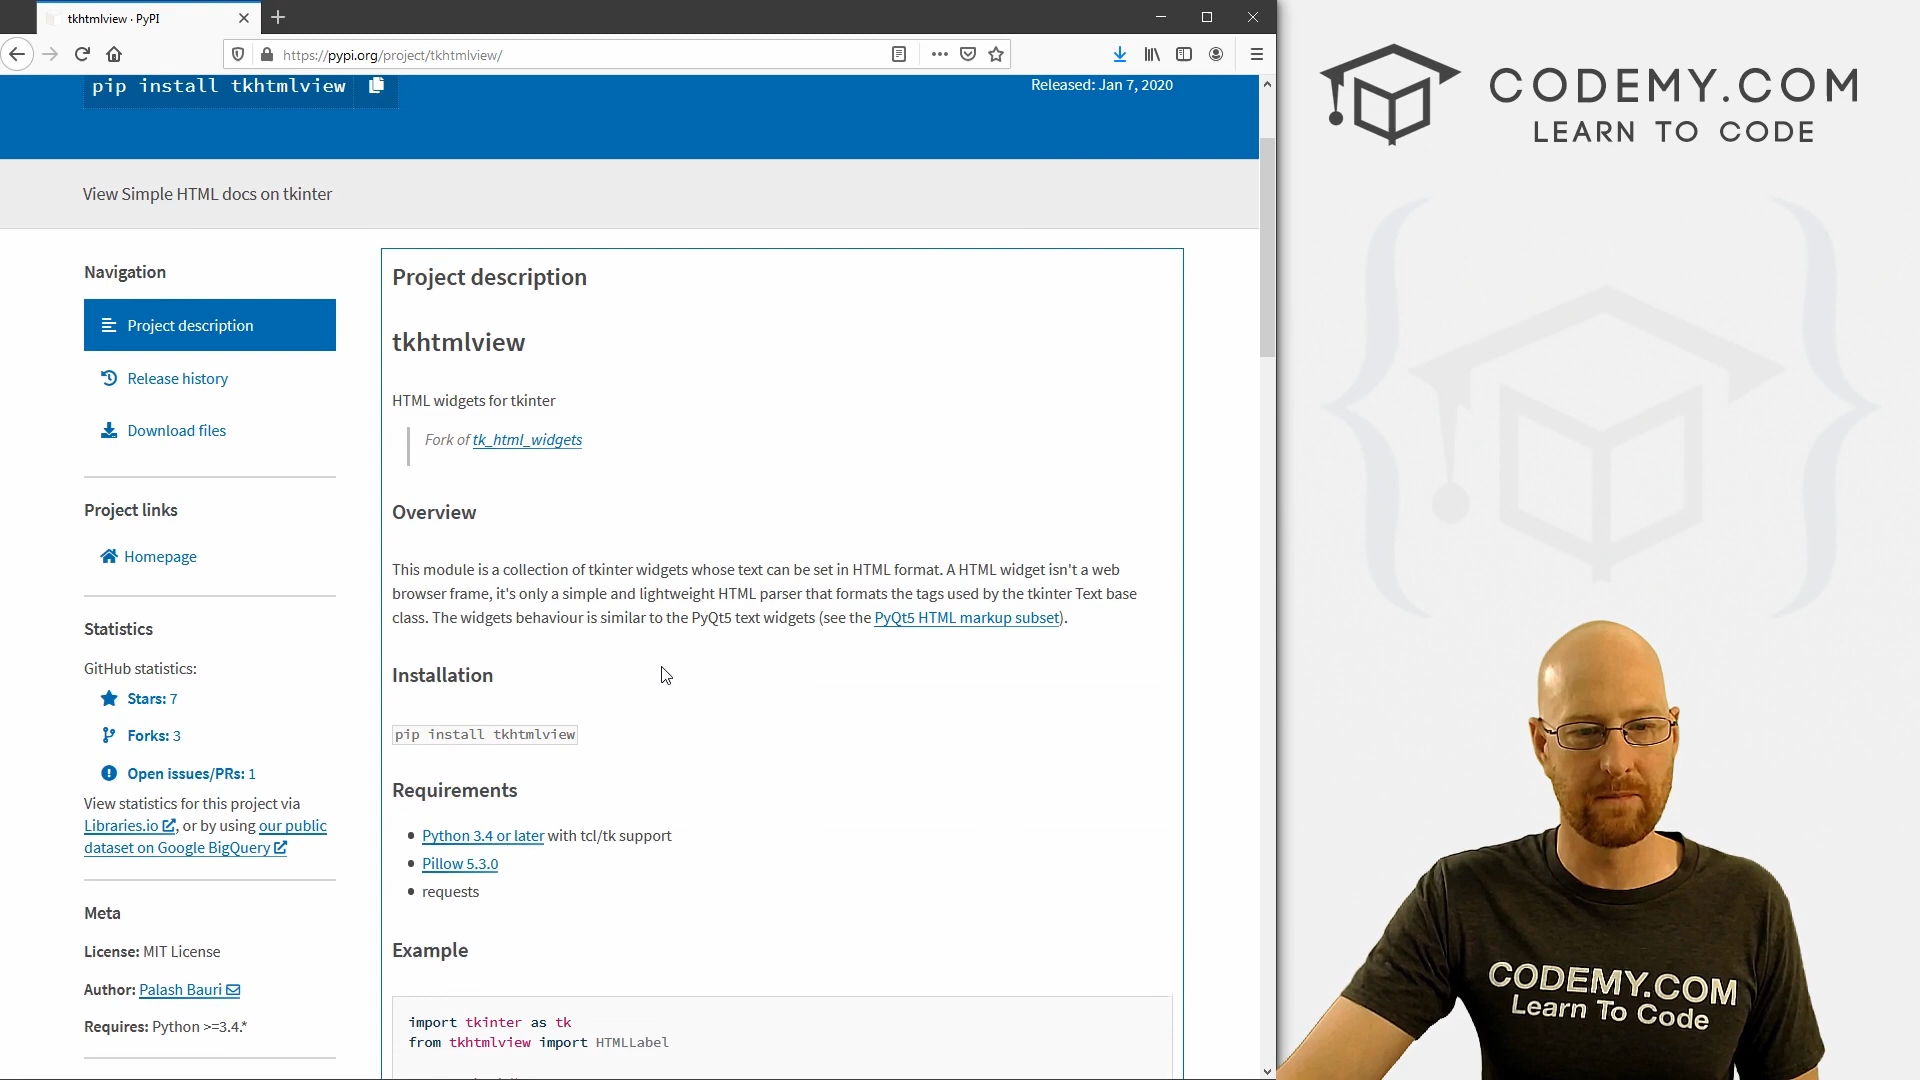 tkhtmlview · PyPI
https://pypi.org/project/tkhtmlview/
pip install tkhtmlview
Released: Jan 7, 2020
View Simple HTML docs on tkinter
Navigation
Project description
Release history
Download files
Project links
Homepage
Statistics
GitHub statistics:
Stars: 7
Forks: 3
Open issues/PRs: 1
View statistics for this project via
Libraries.io, or by using our public
dataset on Google BigQuery
Meta
License: MIT License
Author: Palash Bauri
Requires: Python >=3.4.*
Project description
tkhtmlview
HTML widgets for tkinter
Fork of tk_html_widgets
Overview
This module is a collection of tkinter widgets whose text can be set in HTML format. A HTML widget isn't a web
browser frame, it's only a simple and lightweight HTML parser that formats the tags used by the tkinter Text base
class. The widgets behaviour is similar to the PyQt5 text widgets (see the PyQt5 HTML markup subset).
Installation
pip install tkhtmlview
Requirements
Python 3.4 or later with tcl/tk support
Pillow 5.3.0
requests
Example
import tkinter as tk
from tkhtmlview import HTMLLabel
CODEMY.COM
LEARN TO CODE
CODEMY.COM
Learn To Code